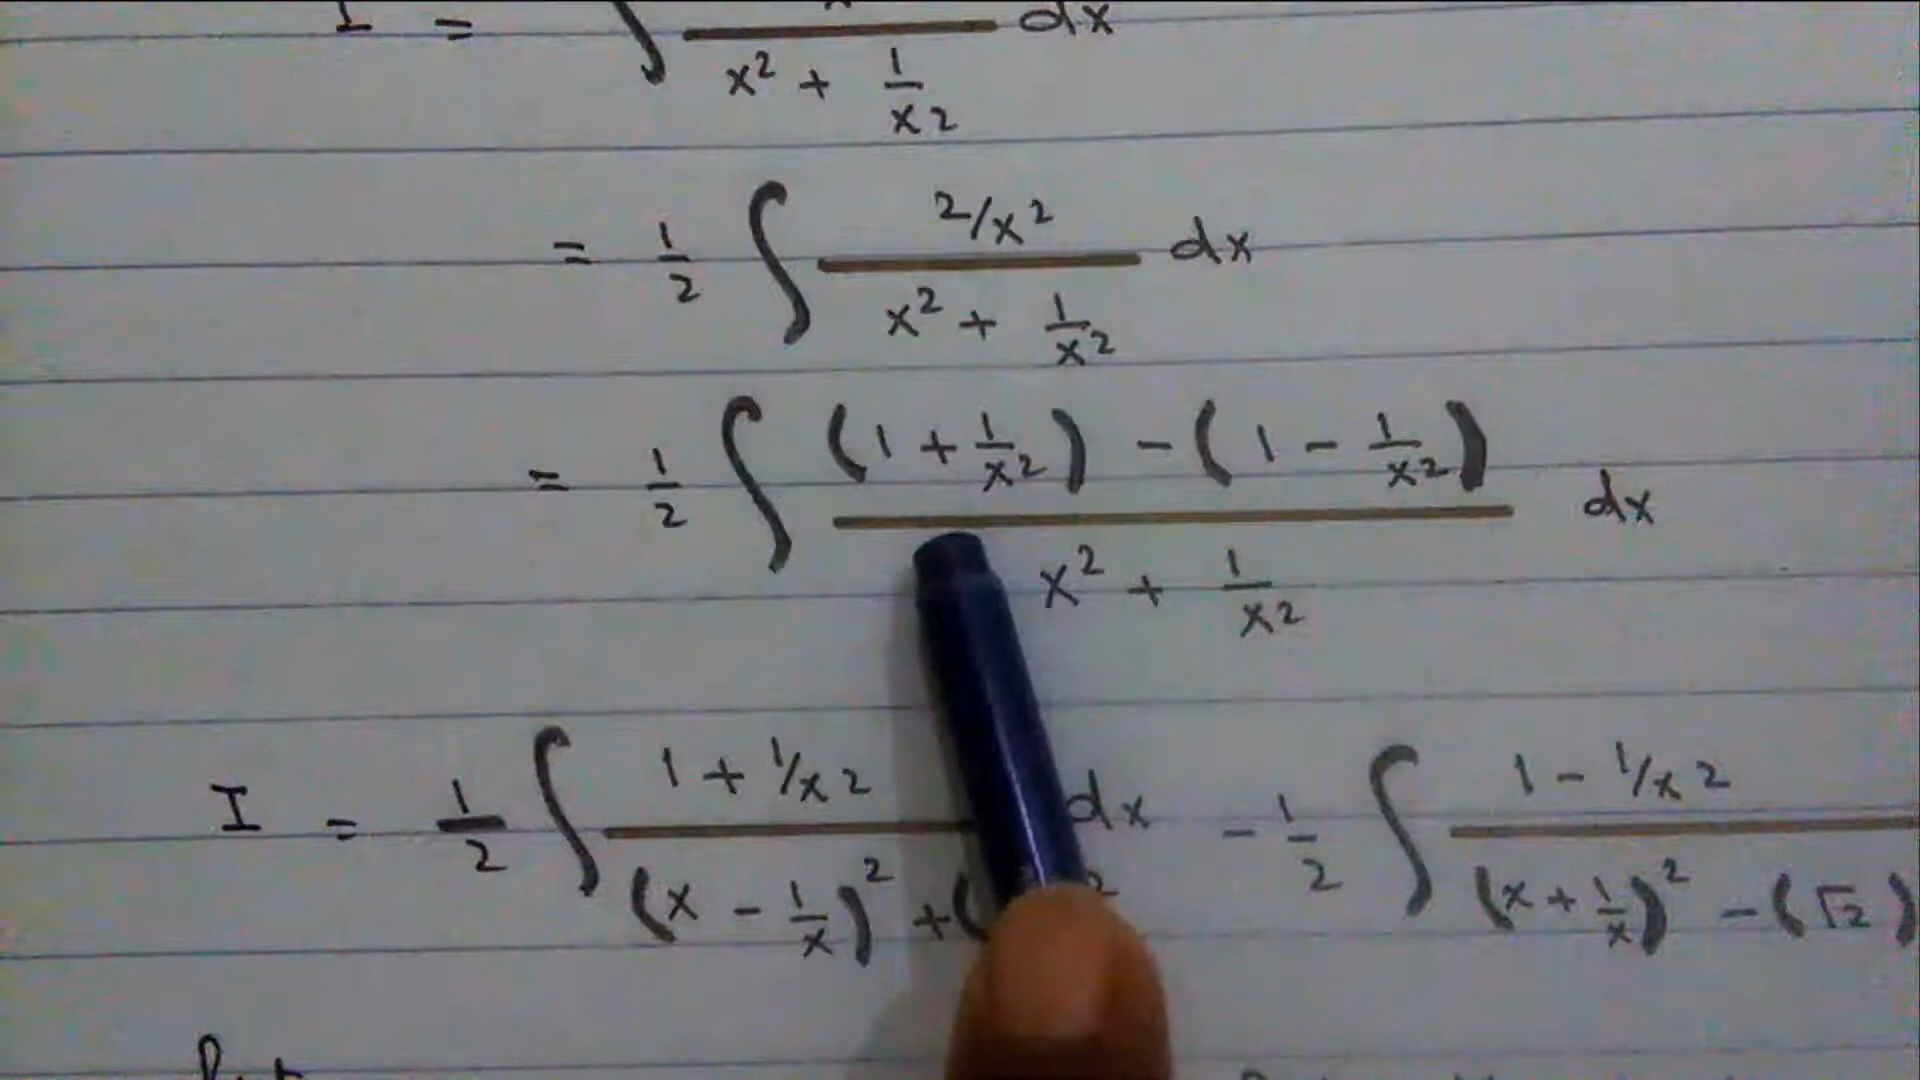 I = ∫ / x² + 1/x² dx
= 1/2 ∫ (2/x²) / (x² + 1/x²) dx
= 1/2 ∫ ((1 + 1/x²) - (1 - 1/x²)) / (x² + 1/x²) dx
I = 1/2 ∫ (1 + 1/x²) / ((x - 1/x)² + ( ² dx - 1/2 ∫ (1 - 1/x²) / ((x + 1/x)² - (√2)
Put